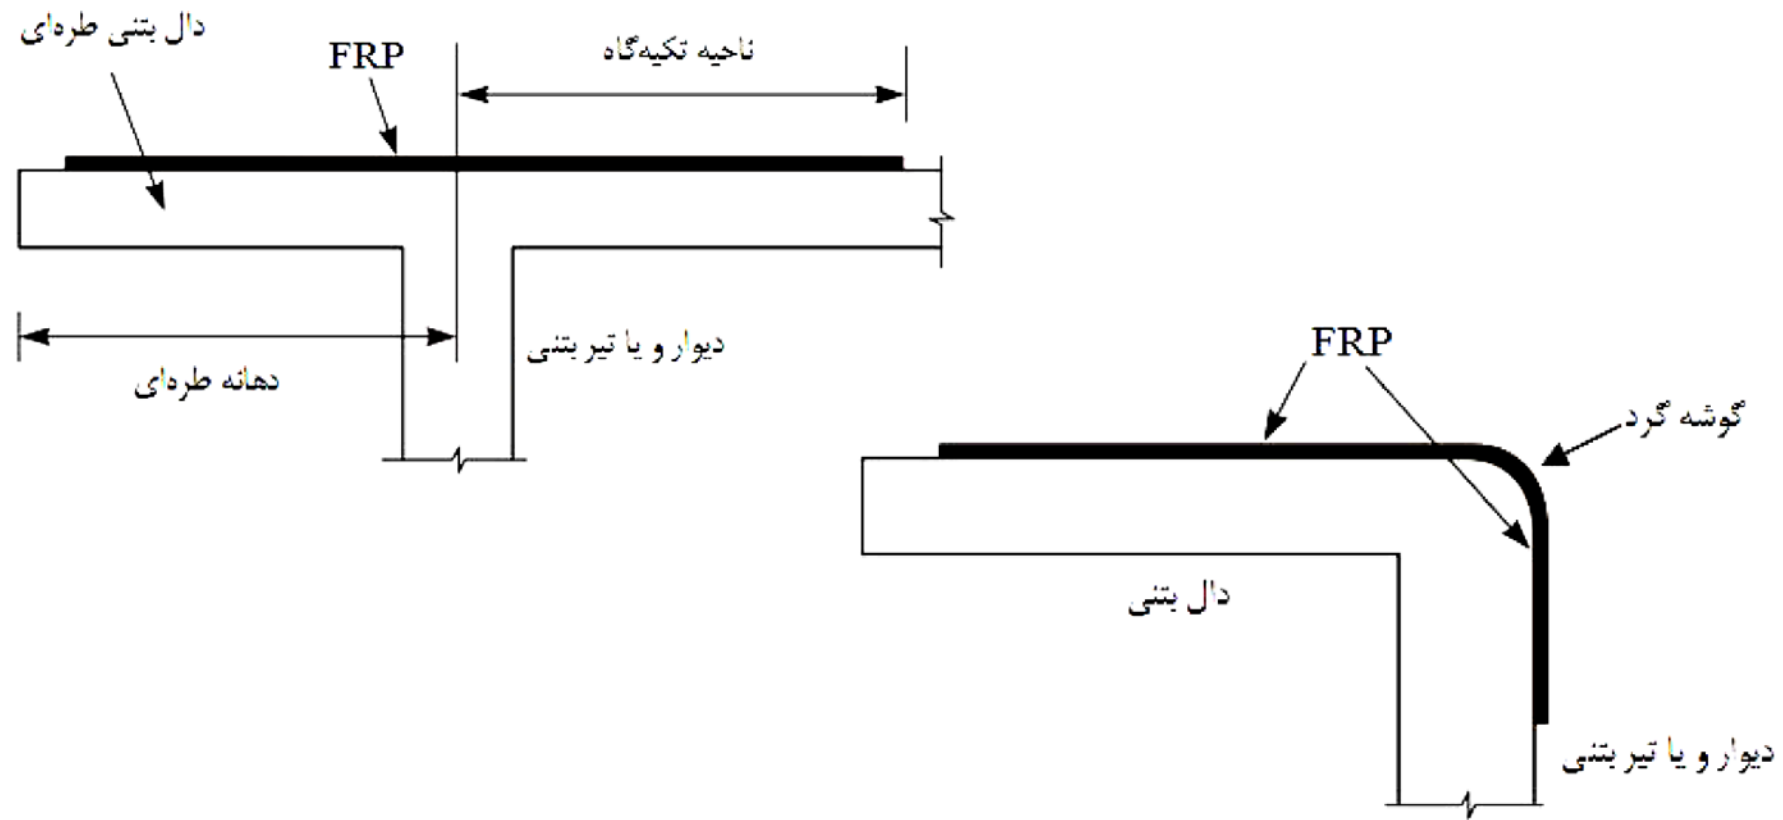 دال بتنی طره‌ای
FRP
ناحیه تکیه‌گاه
دیوار و یا تیر بتنی
دهانه طره‌ای
FRP
گوشه گرد
دال بتنی
دیوار و یا تیر بتنی